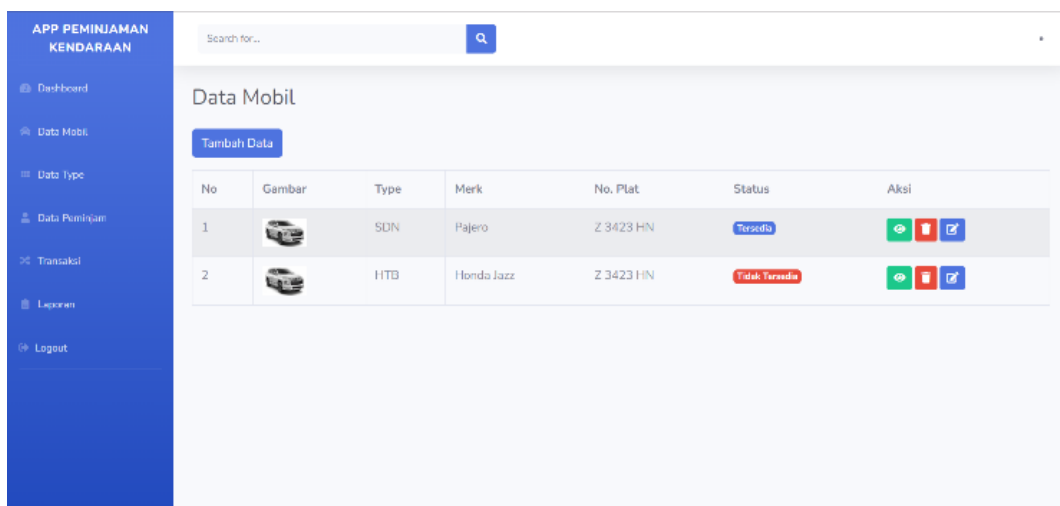 APP PEMINJAMAN
KENDARAAN
Search for...
Dashboard
Data Mobil
Data Type
Data Peminjam
Transaksi
Laporan
Logout
Data Mobil
Tambah Data
No Gambar Type Merk No. Plat Status Aksi
1 SDN Pajero Z 3423 HN Tersedia
2 HTB Honda Jazz Z 3423 HN Tidak Tersedia